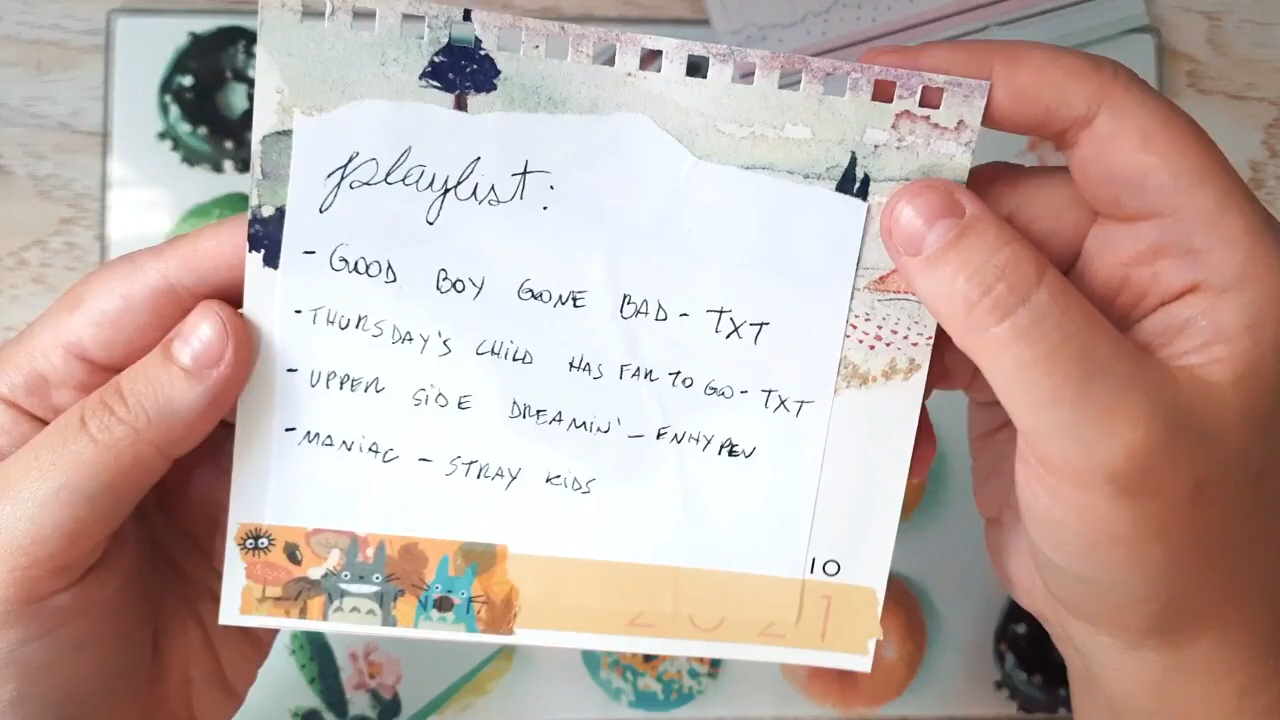 playlist:
- GOOD BOY GONE BAD - TXT
- THURSDAY'S CHILD HAS FAR TO GO - TXT
- UPPER SIDE DREAMIN' - ENHYPEN
- MANIAC - STRAY KIDS
10
2021